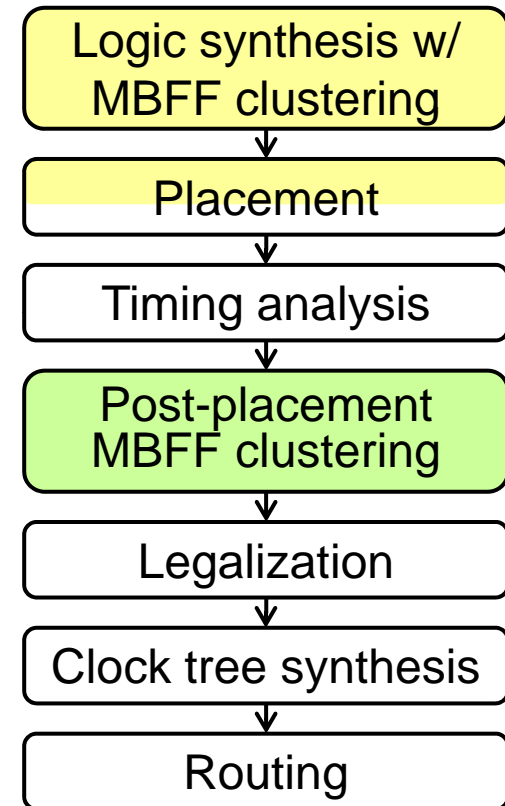 Logic synthesis w/
MBFF clustering
Placement
Timing analysis
Post-placement
MBFF clustering
Legalization
Clock tree synthesis
Routing